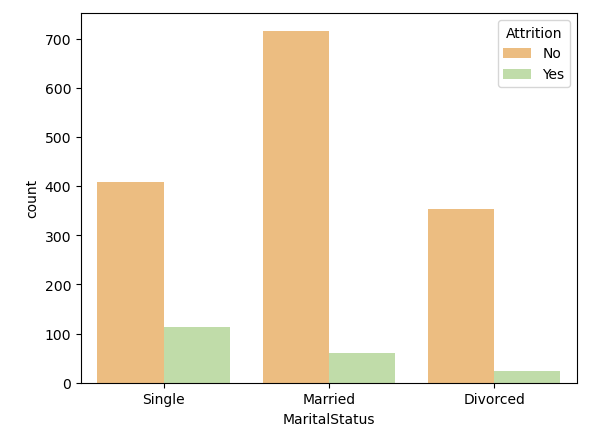 Attrition
No
Yes
700
600
500
400
300
200
100
0
count
Single Married Divorced
MaritalStatus